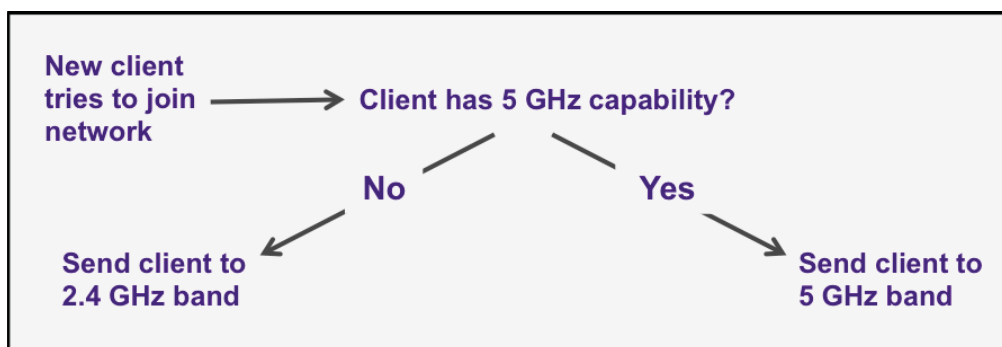 New client
tries to join
network
Client has 5 GHz capability?
No
Yes
Send client to
2.4 GHz band
Send client to
5 GHz band